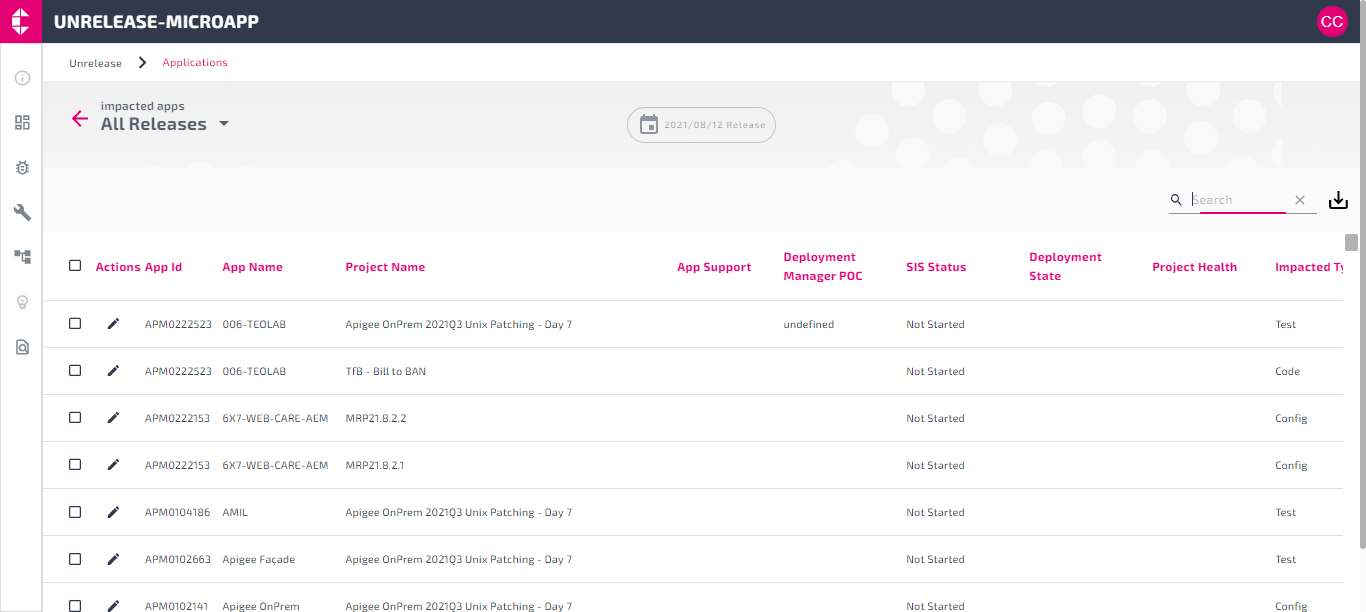 UNRELEASE-MICROAPP
CC
Unrelease
Applications
impacted apps
All Releases
2021/08/12 Release
Search
Actions App Id App Name Project Name App Support Deployment Manager POC SIS Status Deployment State Project Health Impacted Ty
APM0222523 006-TEOLAB Apigee OnPrem 2021Q3 Unix Patching - Day 7 undefined Not Started Test
APM0222523 006-TEOLAB TfB - Bill to BAN Not Started Code
APM0222153 6X7-WEB-CARE-AEM MRP21.8.2.2 Not Started Config
APM0222153 6X7-WEB-CARE-AEM MRP21.8.2.1 Not Started Config
APM0104186 AMIL Apigee OnPrem 2021Q3 Unix Patching - Day 7 Not Started Test
APM0102663 Apigee Façade Apigee OnPrem 2021Q3 Unix Patching - Day 7 Not Started Test
APM0102141 Apigee OnPrem Apigee OnPrem 2021Q3 Unix Patching - Day 7 Not Started Config